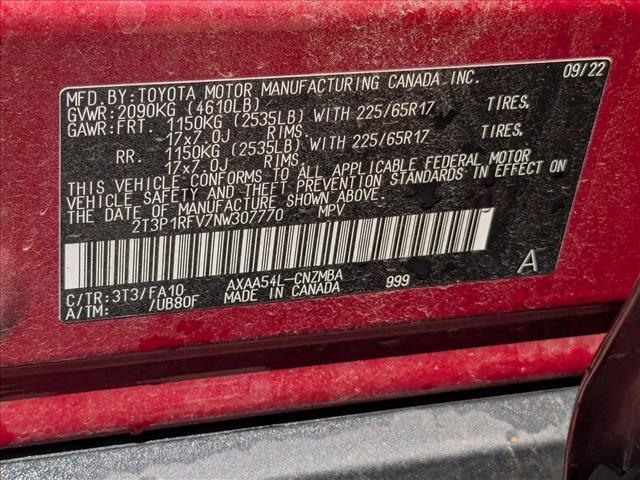 MFD.BY:TOYOTA MOTOR MANUFACTURING CANADA INC. 09/22
GVWR:2090KG (4610LB)
GAWR:FRT. 1150KG (2535LB) WITH 225/65R17 TIRES,
17x7.0J RIMS,
RR. 1150KG (2535LB) WITH 225/65R17 TIRES,
17x7.0J RIMS,
THIS VEHICLE CONFORMS TO ALL APPLICABLE FEDERAL MOTOR
VEHICLE SAFETY AND THEFT PREVENTION STANDARDS IN EFFECT
ON THE DATE OF MANUFACTURE SHOWN ABOVE.
2T3P1RFV7NW307770 MPV
C/TR:3T3/FA10 AXAA54L-CNZMBA
A/TM: /UB80F MADE IN CANADA 999 A